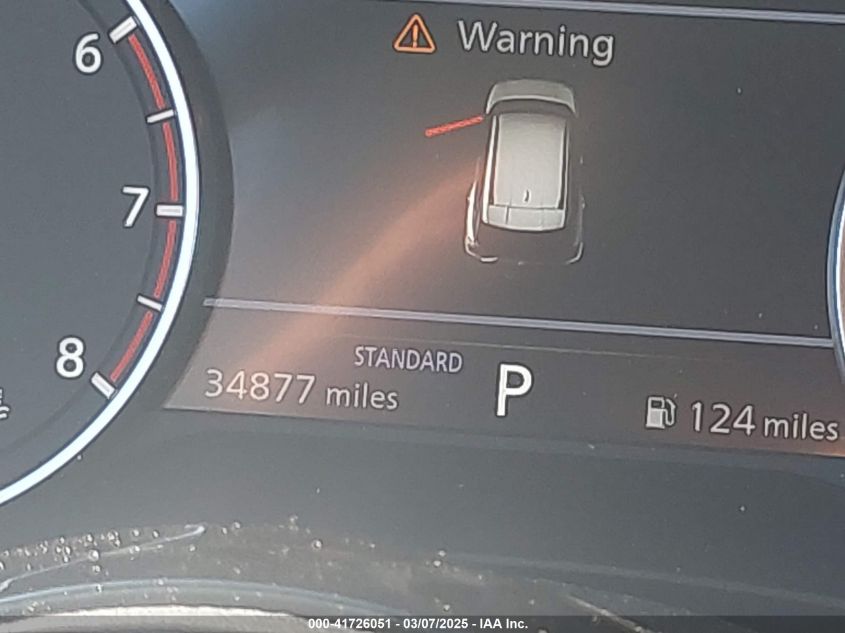 6
7
8
Warning
STANDARD
34877 miles
P
124 miles
000-41726051 - 03/07/2025 - IAA Inc.